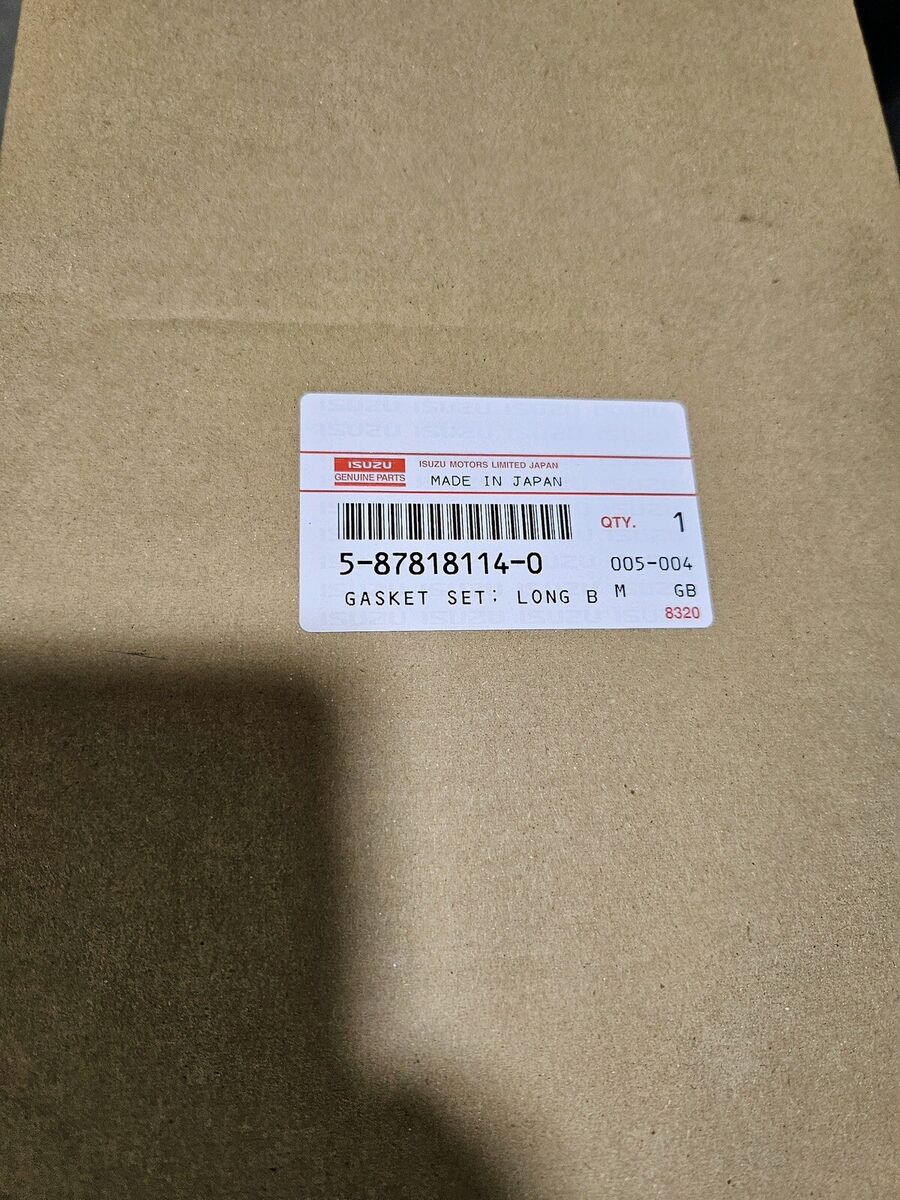 ISUZU
GENUINE PARTS
ISUZU MOTORS LIMITED JAPAN
MADE IN JAPAN
QTY. 1
5-87818114-0
005-004
GASKET SET; LONG B
M GB
8320